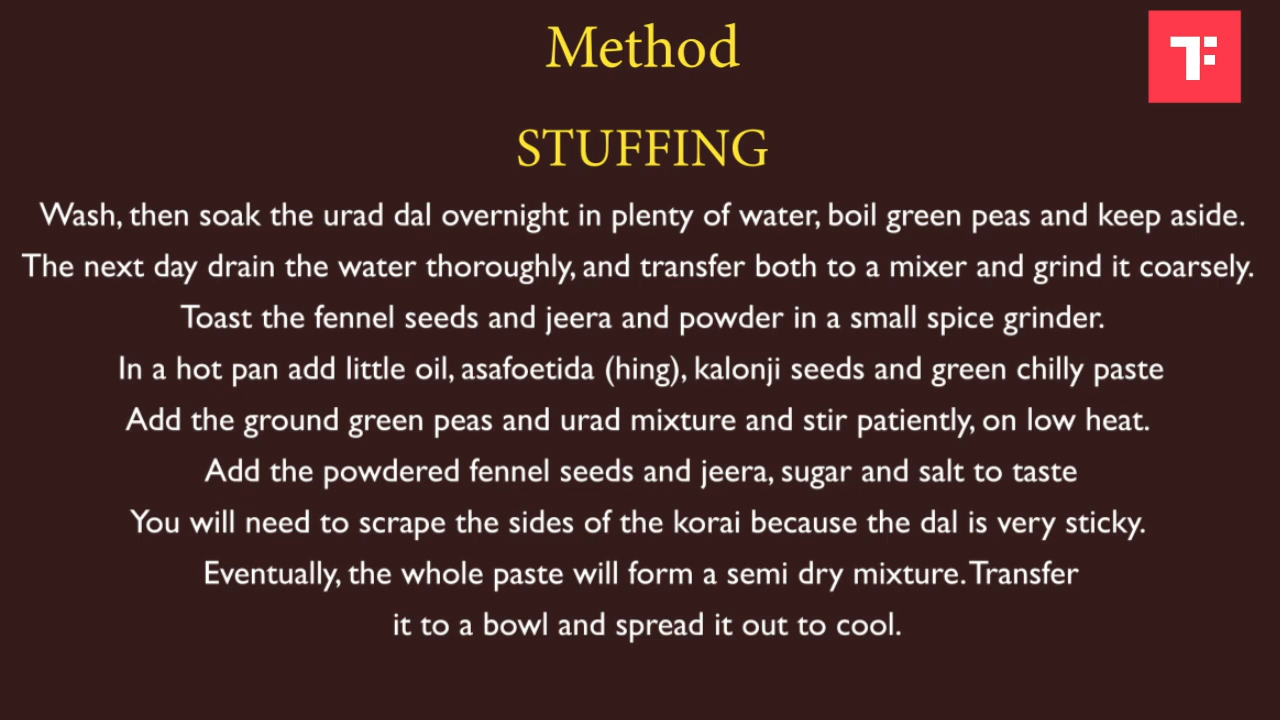 Method
TF
STUFFING
Wash, then soak the urad dal overnight in plenty of water, boil green peas and keep aside.
The next day drain the water thoroughly, and transfer both to a mixer and grind it coarsely.
Toast the fennel seeds and jeera and powder in a small spice grinder.
In a hot pan add little oil, asafoetida (hing), kalonji seeds and green chilly paste
Add the ground green peas and urad mixture and stir patiently, on low heat.
Add the powdered fennel seeds and jeera, sugar and salt to taste
You will need to scrape the sides of the korai because the dal is very sticky.
Eventually, the whole paste will form a semi dry mixture. Transfer
it to a bowl and spread it out to cool.